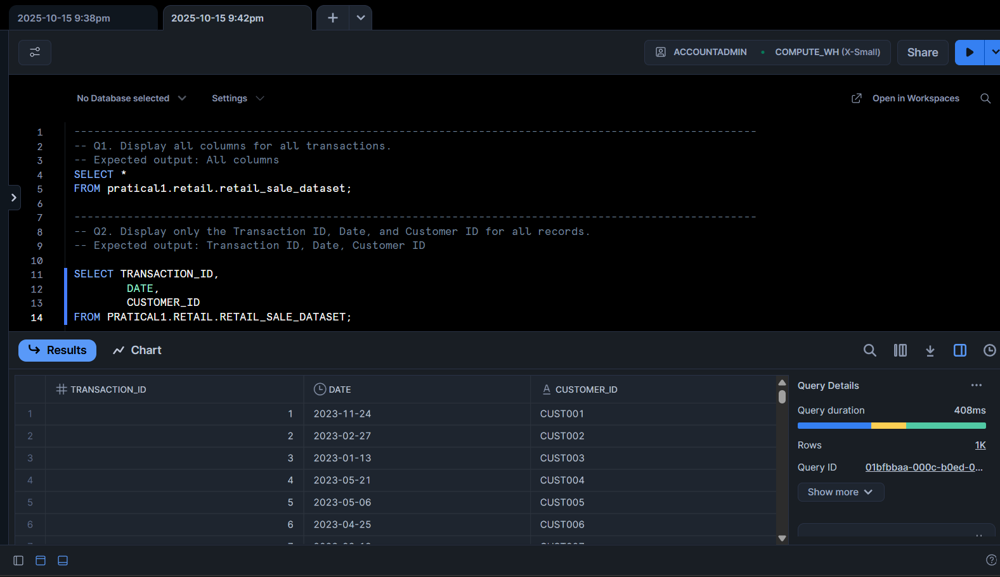 2025-10-15 9:38pm
2025-10-15 9:42pm
ACCOUNTADMIN • COMPUTE_WH (X-Small)
Share
No Database selected
Settings
Open in Workspaces
1 -------------------------------------------------------------------------------------------------------
2 -- Q1. Display all columns for all transactions.
3 -- Expected output: All columns
4 SELECT *
5 FROM pratical1.retail.retail_sale_dataset;
6
7 -------------------------------------------------------------------------------------------------------
8 -- Q2. Display only the Transaction ID, Date, and Customer ID for all records.
9 -- Expected output: Transaction ID, Date, Customer ID
10
11 SELECT TRANSACTION_ID,
12 DATE,
13 CUSTOMER_ID
14 FROM PRATICAL1.RETAIL.RETAIL_SALE_DATASET;
Results
Chart
TRANSACTION_ID DATE A CUSTOMER_ID
1 1 2023-11-24 CUST001
2 2 2023-02-27 CUST002
3 3 2023-01-13 CUST003
4 4 2023-05-21 CUST004
5 5 2023-05-06 CUST005
6 6 2023-04-25 CUST006
Query Details
Query duration 408ms
Rows 1K
Query ID 01bfbbaa-000c-b0ed-0...
Show more